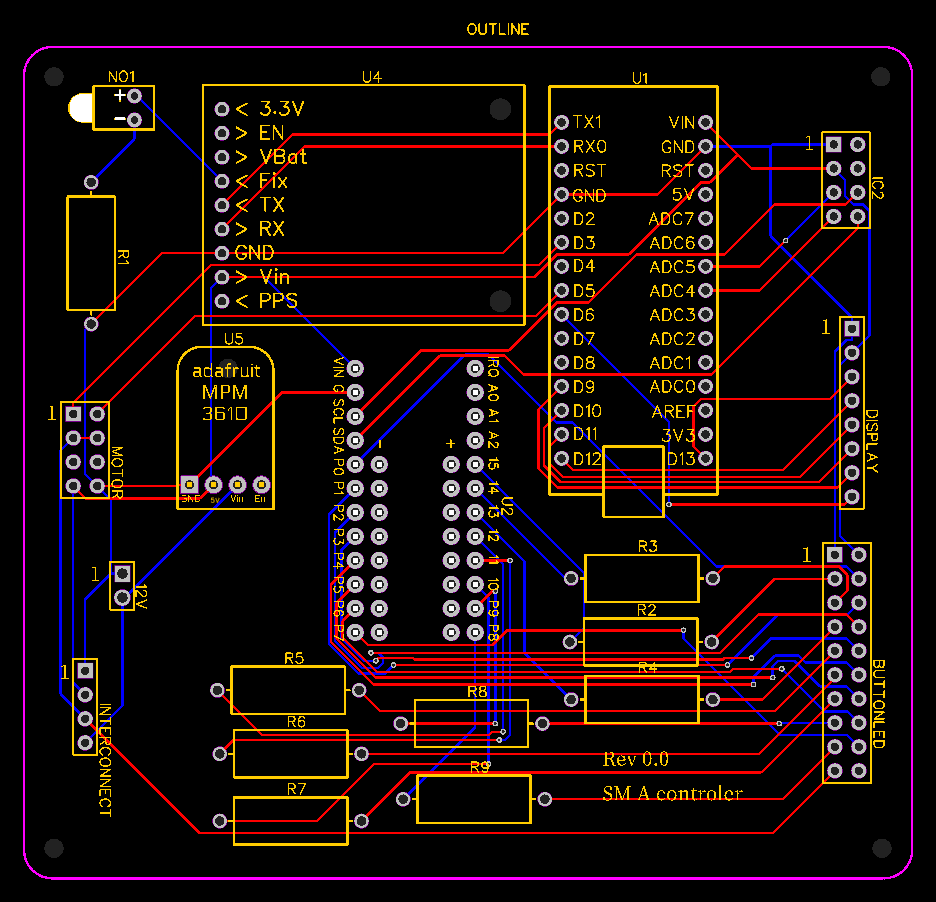 OUTLINE
NO1
+
−
U4
< 3.3V
> EN
> VBat
< Fix
< TX
> RX
GND
> Vin
< PPS
U1
TX1
RX0
RST
GND
D2
D3
D4
D5
D6
D7
D8
D9
D10
D11
D12
VIN
GND
RST
5V
ADC7
ADC6
ADC5
ADC4
ADC3
ADC2
ADC1
ADC0
AREF
3V3
D13
1
IC2
R1
U5
adafruit
MPM
3610
GND
5V
Vin
En
1
MOTOR
1
12V
1
INTERCONNECT
VIN
G
SCL
SDA
P0
P1
P2
P3
P4
P5
P6
P7
−
+
IRQ
A0
A1
A2
15
14
13
12
11
10
P9
P8
U2
1
DISPLAY
1
BUTTONLED
R3
R2
R4
R5
R6
R7
R8
R9
Rev 0.0
SM A controler